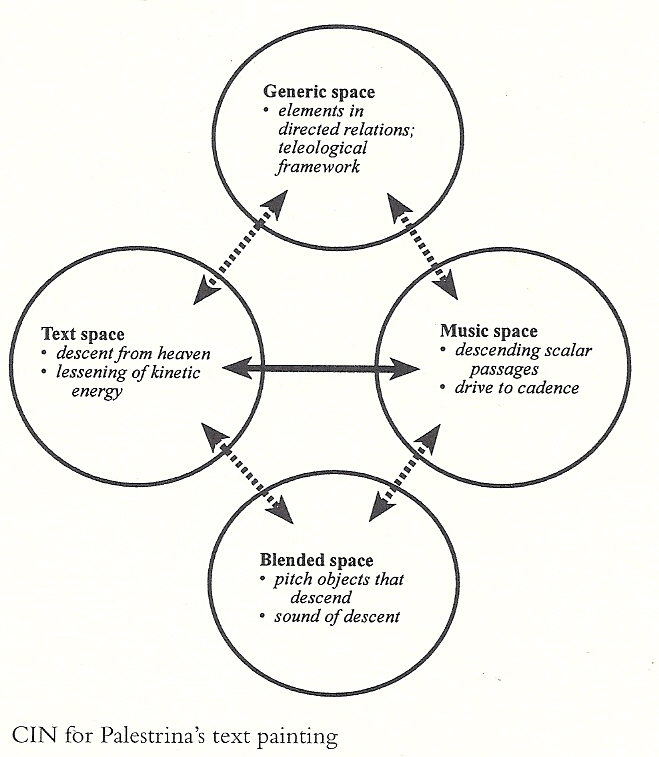 Generic space
• elements in
directed relations;
teleological
framework
Text space
• descent from heaven
• lessening of kinetic
energy
Music space
• descending scalar
passages
• drive to cadence
Blended space
• pitch objects that
descend
• sound of descent
CIN for Palestrina's text painting